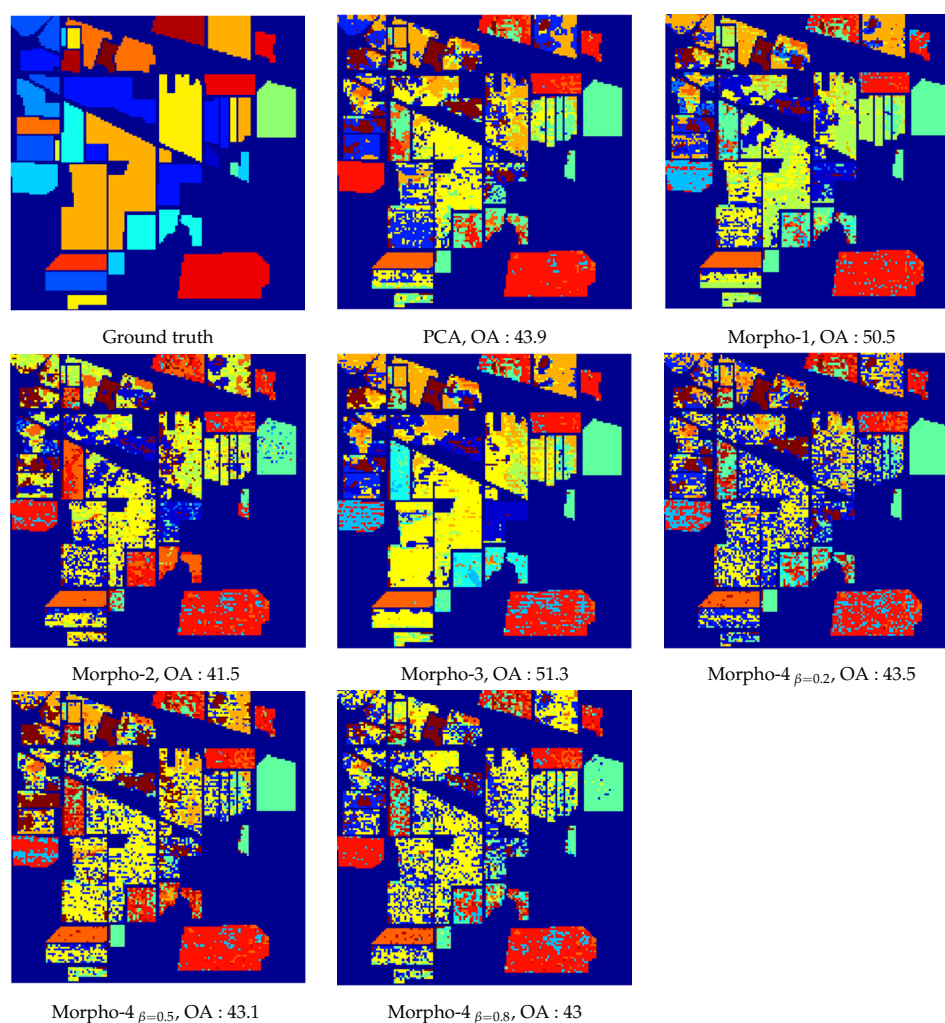 Ground truth
PCA, OA : 43.9
Morpho-1, OA : 50.5
Morpho-2, OA : 41.5
Morpho-3, OA : 51.3
Morpho-4 β=0.2, OA : 43.5
Morpho-4 β=0.5, OA : 43.1
Morpho-4 β=0.8, OA : 43